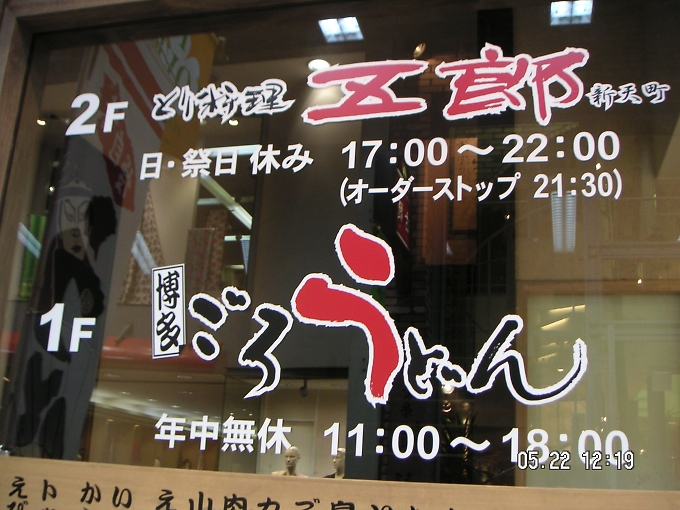 2F とり料理 五郎 新天町
日・祭日 休み 17:00～22:00
(オーダーストップ 21:30)
1F 博多 ごろうどん
年中無休 11:00～18:00
05.22 12:19